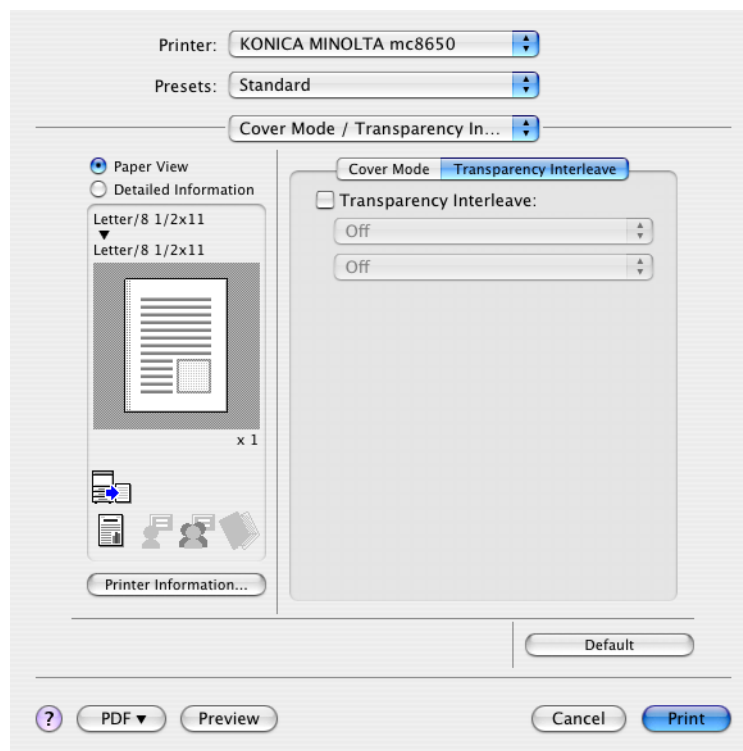 Printer: KONICA MINOLTA mc8650
Presets: Standard
Cover Mode / Transparency In...
Paper View
Detailed Information
Letter/8 1/2x11
▼
Letter/8 1/2x11
x 1
Printer Information...
Cover Mode Transparency Interleave
Transparency Interleave:
Off
Off
Default
? PDF ▼ Preview Cancel Print